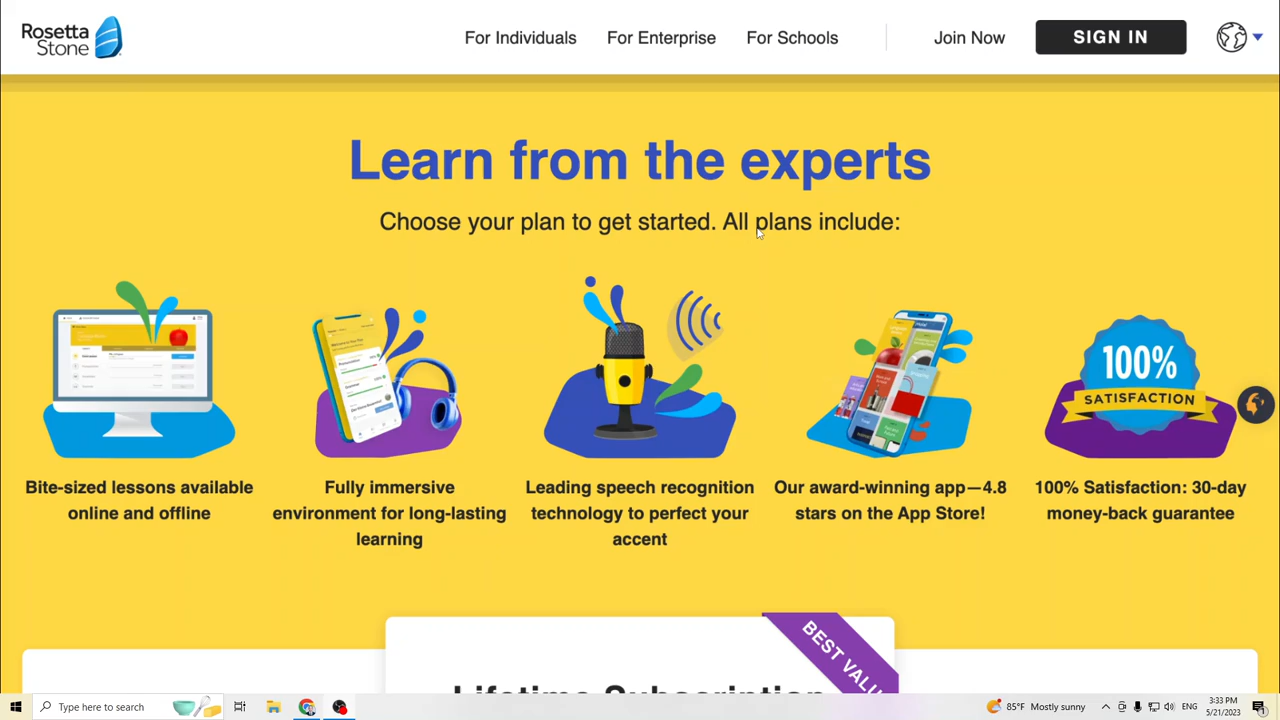 Rosetta
Stone
For Individuals
For Enterprise
For Schools
Join Now
SIGN IN
Learn from the experts
Choose your plan to get started. All plans include:
100%
SATISFACTION
Bite-sized lessons available
online and offline
Fully immersive
environment for long-lasting
learning
Leading speech recognition
technology to perfect your
accent
Our award-winning app—4.8
stars on the App Store!
100% Satisfaction: 30-day
money-back guarantee
BEST VALU
Lifetime Subscription
Type here to search
85°F Mostly sunny
ENG
3:33 PM
5/21/2023